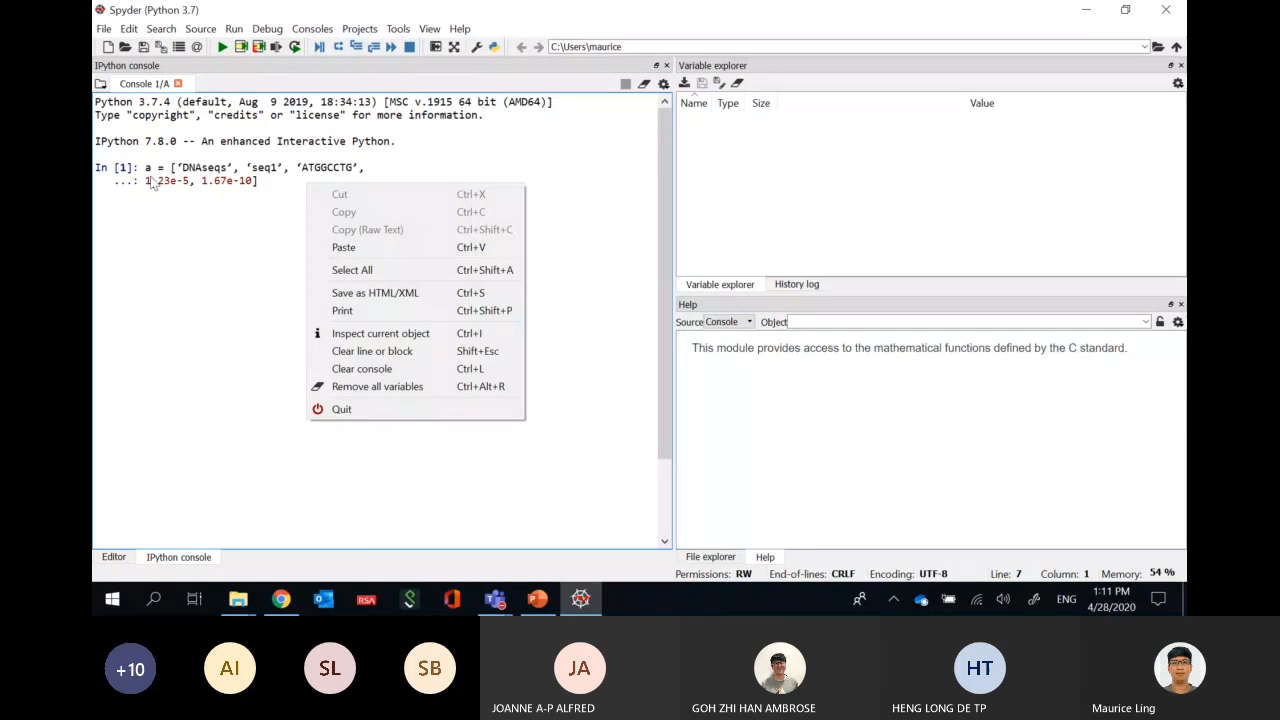 Spyder (Python 3.7)
File Edit Search Source Run Debug Consoles Projects Tools View Help
C:\Users\maurice
IPython console
Console 1/A
Python 3.7.4 (default, Aug  9 2019, 18:34:13) [MSC v.1915 64 bit (AMD64)]
Type "copyright", "credits" or "license" for more information.
IPython 7.8.0 -- An enhanced Interactive Python.
In [1]: a = [‘DNAseqs’, ‘seq1’, ‘ATGGCCTG’,
...: 1.23e-5, 1.67e-10]
Cut Ctrl+X
Copy Ctrl+C
Copy (Raw Text) Ctrl+Shift+C
Paste Ctrl+V
Select All Ctrl+Shift+A
Save as HTML/XML Ctrl+S
Print Ctrl+Shift+P
Inspect current object Ctrl+I
Clear line or block Shift+Esc
Clear console Ctrl+L
Remove all variables Ctrl+Alt+R
Quit
Editor IPython console
Variable explorer
Name Type Size Value
Variable explorer History log
Help
Source Console Object
This module provides access to the mathematical functions defined by the C standard.
File explorer Help
Permissions: RW End-of-lines: CRLF Encoding: UTF-8 Line: 7 Column: 1 Memory: 54 %
RSA
ENG
1:11 PM
4/28/2020
+10
AI
SL
SB
JA
HT
JOANNE A-P ALFRED
GOH ZHI HAN AMBROSE
HENG LONG DE TP
Maurice Ling